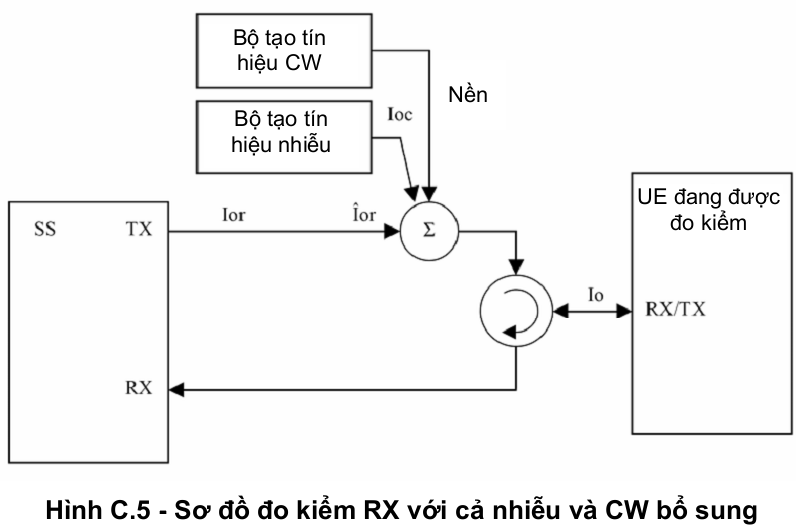 Bộ tạo tín
hiệu CW
Nền
Bộ tạo tín
hiệu nhiễu
Ioc
SS
TX
Ior
Îor
Σ
UE đang được
đo kiểm
Io
RX/TX
RX
Hình C.5 - Sơ đồ đo kiểm RX với cả nhiễu và CW bổ sung